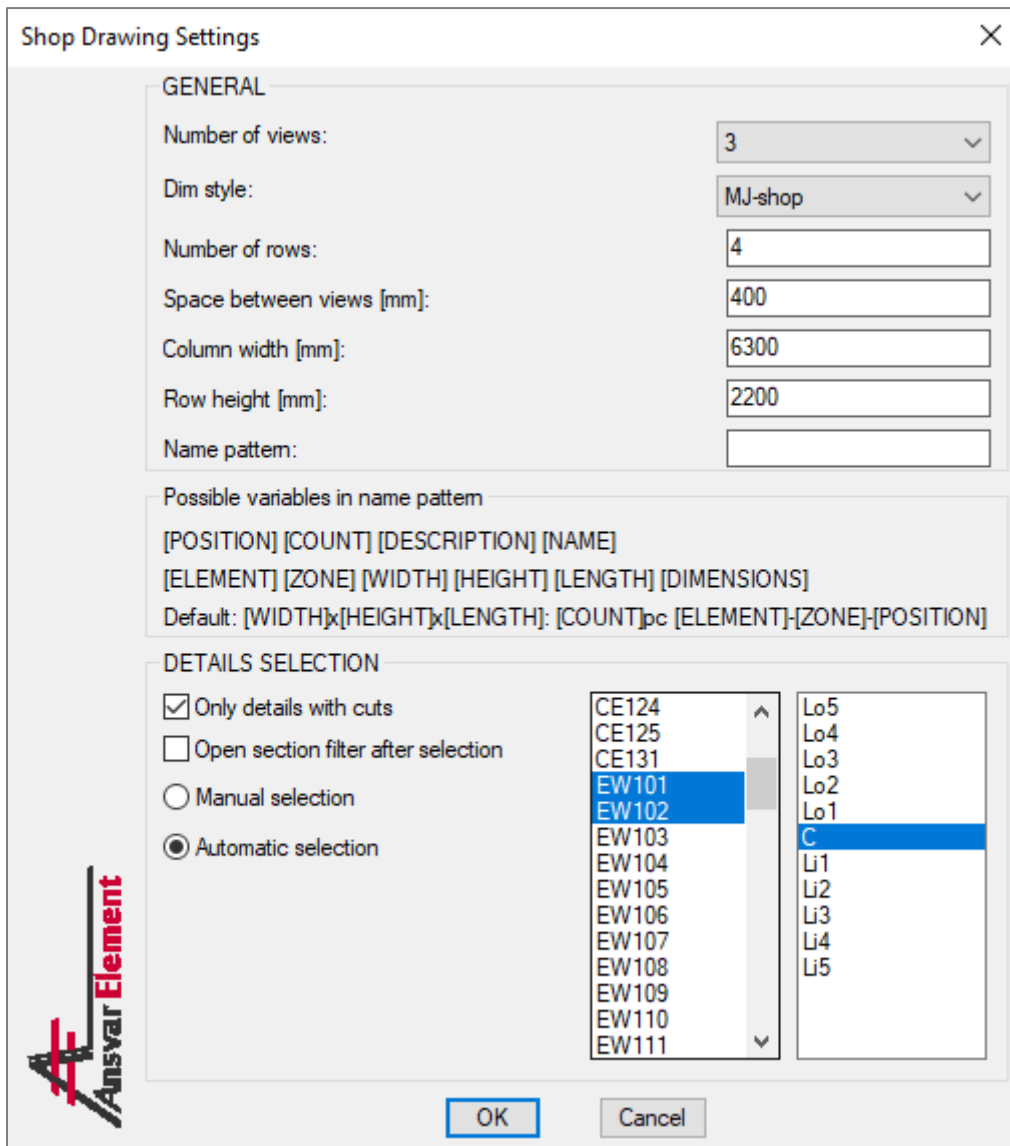 Shop Drawing Settings
GENERAL
Number of views:
3
Dim style:
MJ-shop
Number of rows:
4
Space between views [mm]:
400
Column width [mm]:
6300
Row height [mm]:
2200
Name pattern:
Possible variables in name pattern
[POSITION] [COUNT] [DESCRIPTION] [NAME]
[ELEMENT] [ZONE] [WIDTH] [HEIGHT] [LENGTH] [DIMENSIONS]
Default: [WIDTH]x[HEIGHT]x[LENGTH]: [COUNT]pc [ELEMENT]-[ZONE]-[POSITION]
DETAILS SELECTION
Only details with cuts
Open section filter after selection
Manual selection
Automatic selection
CE124
CE125
CE131
EW101
EW102
EW103
EW104
EW105
EW106
EW107
EW108
EW109
EW110
EW111
Lo5
Lo4
Lo3
Lo2
Lo1
C
Li1
Li2
Li3
Li4
Li5
Ansvar Element
OK
Cancel